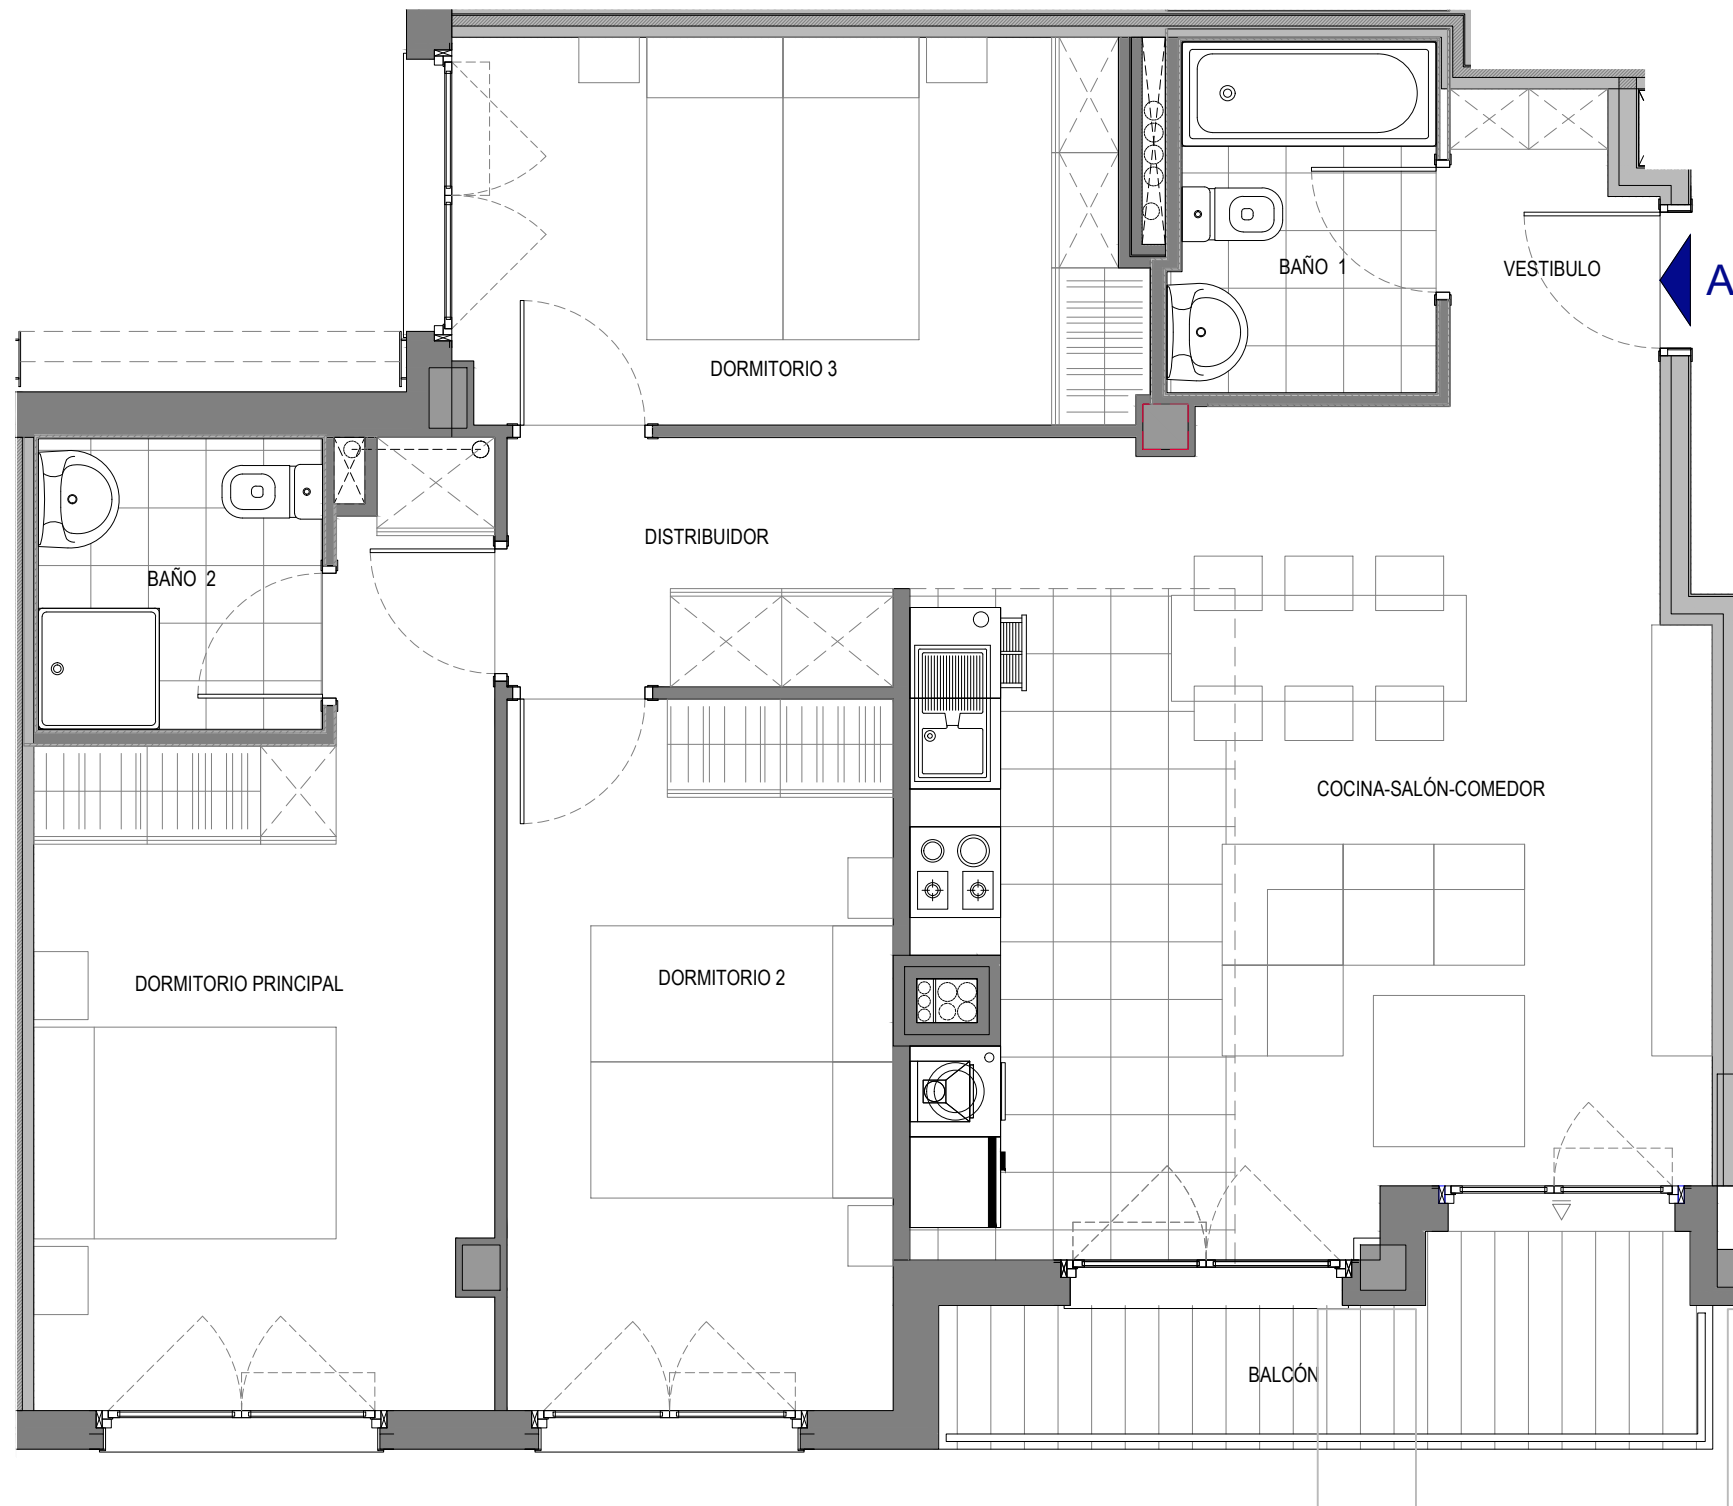 BAÑO 1
VESTIBULO
A
DORMITORIO 3
DISTRIBUIDOR
BAÑO 2
COCINA-SALÓN-COMEDOR
DORMITORIO PRINCIPAL
DORMITORIO 2
BALCÓN